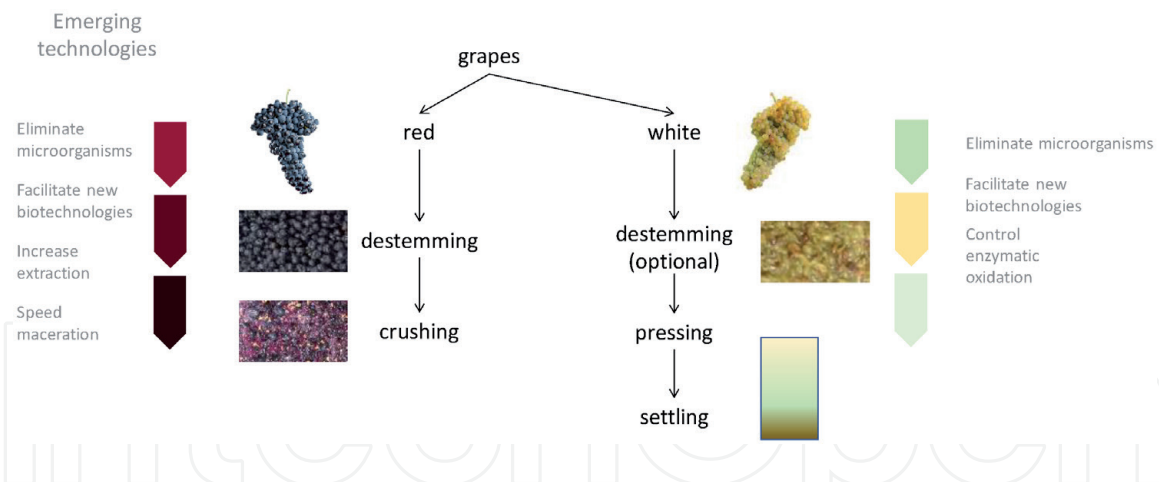 Emerging
technologies
grapes
red
white
Eliminate
microorganisms
Facilitate new
biotechnologies
Increase
extraction
Speed
maceration
destemming
crushing
destemming
(optional)
pressing
settling
Eliminate microorganisms
Facilitate new
biotechnologies
Control
enzymatic
oxidation